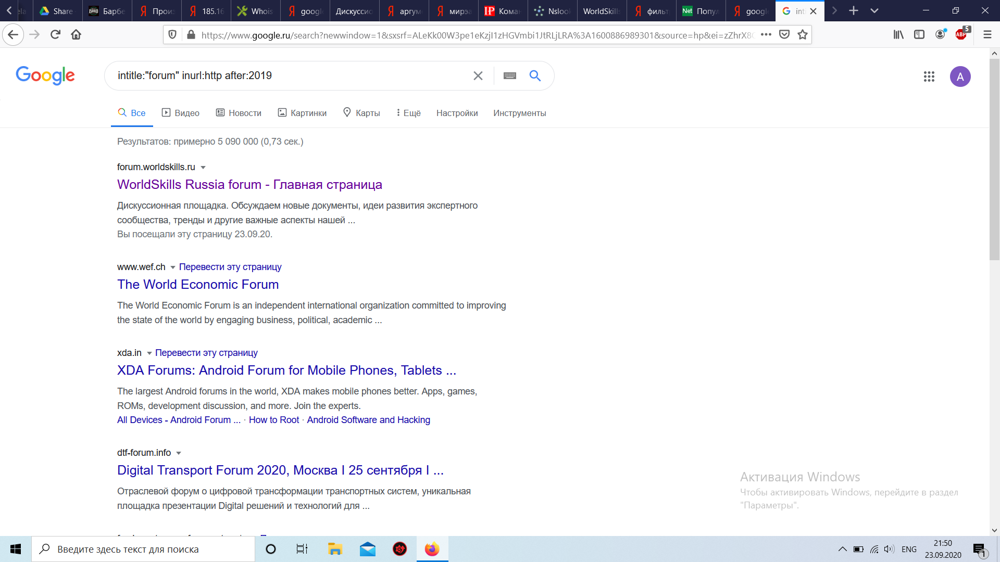 Share
Барбе
Прои
185.16
Whois
google
Дискуссио
аргум
мирэа
Кома
Nsloo
WorldSkills
фильт
Попул
google
inti
https://www.google.ru/search?newwindow=1&sxsrf=ALeKk00W3pe1eKzjI1zHGVmbi1JtRLjLRA%3A1600886989301&source=hp&ei=zZhrX8
ABP
5
Google
intitle:"forum" inurl:http after:2019
A
Все
Видео
Новости
Картинки
Карты
Ещё
Настройки
Инструменты
Результатов: примерно 5 090 000 (0,73 сек.)
forum.worldskills.ru
WorldSkills Russia forum - Главная страница
Дискуссионная площадка. Обсуждаем новые документы, идеи развития экспертного
сообщества, тренды и другие важные аспекты нашей ...
Вы посещали эту страницу 23.09.20.
www.wef.ch Перевести эту страницу
The World Economic Forum
The World Economic Forum is an independent international organization committed to improving
the state of the world by engaging business, political, academic ...
xda.in Перевести эту страницу
XDA Forums: Android Forum for Mobile Phones, Tablets ...
The largest Android forums in the world, XDA makes mobile phones better. Apps, games,
ROMs, development discussion, and more. Join the experts.
All Devices - Android Forum ... · How to Root · Android Software and Hacking
dtf-forum.info
Digital Transport Forum 2020, Москва I 25 сентября I ...
Отраслевой форум о цифровой трансформации транспортных систем, уникальная
площадка презентации Digital решений и технологий для ...
Активация Windows
Чтобы активировать Windows, перейдите в раздел
"Параметры".
Введите здесь текст для поиска
ENG
21:50
23.09.2020
1